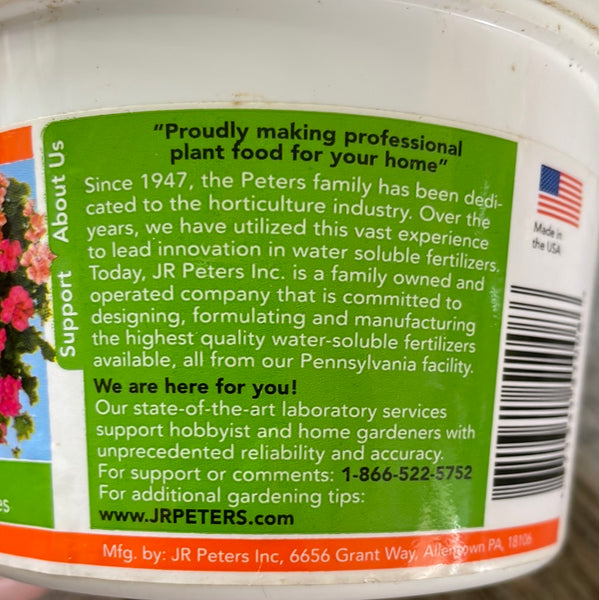 "Proudly making professional
plant food for your home"
About Us
Support
Since 1947, the Peters family has been dedi-
cated to the horticulture industry. Over the
years, we have utilized this vast experience
to lead innovation in water soluble fertilizers.
Today, JR Peters Inc. is a family owned and
operated company that is committed to
designing, formulating and manufacturing
the highest quality water-soluble fertilizers
available, all from our Pennsylvania facility.
We are here for you!
Our state-of-the-art laboratory services
support hobbyist and home gardeners with
unprecedented reliability and accuracy.
For support or comments: 1-866-522-5752
For additional gardening tips:
www.JRPETERS.com
Made in
the USA
Mfg. by: JR Peters Inc, 6656 Grant Way, Allentown PA, 18106